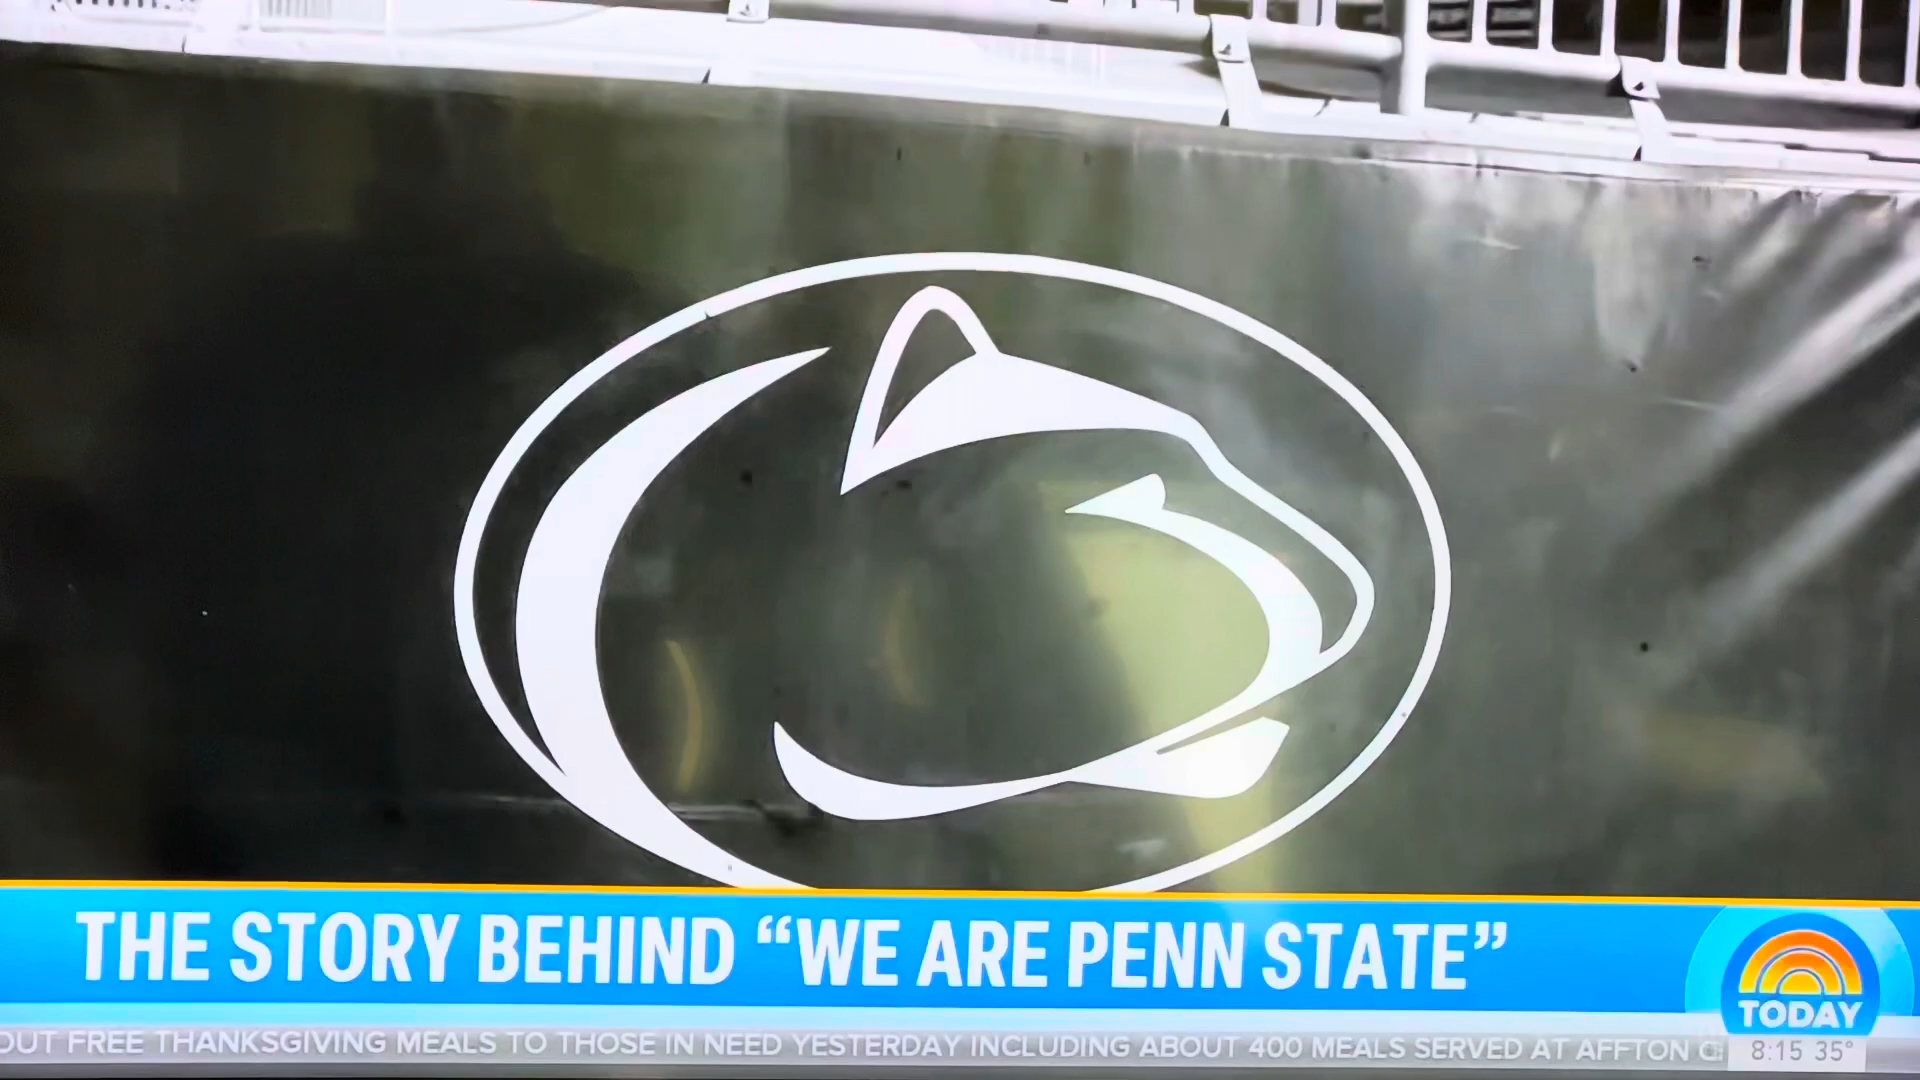 THE STORY BEHIND “WE ARE PENN STATE”
TODAY
OUT FREE THANKSGIVING MEALS TO THOSE IN NEED YESTERDAY INCLUDING ABOUT 400 MEALS SERVED AT AFFTON
8:15 35°